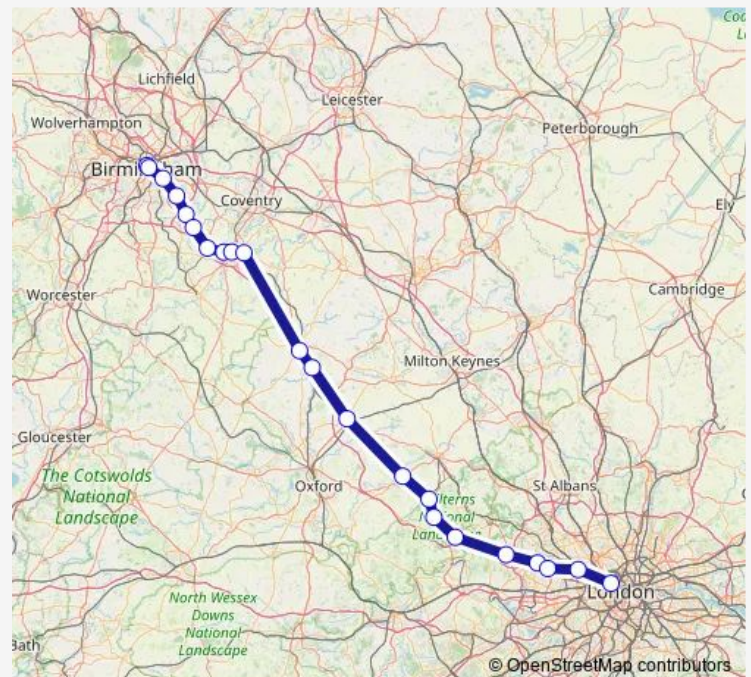 Lichfield
Leicester
Wolverhampton
Peterborough
Birmingham
Coventry
Ely
Worcester
Cambridge
Milton Keynes
Gloucester
The Cotswolds
National
Landscape
Oxford
St Albans
London
North Wessex
Downs
National
Landscape
© OpenStreetMap contributors